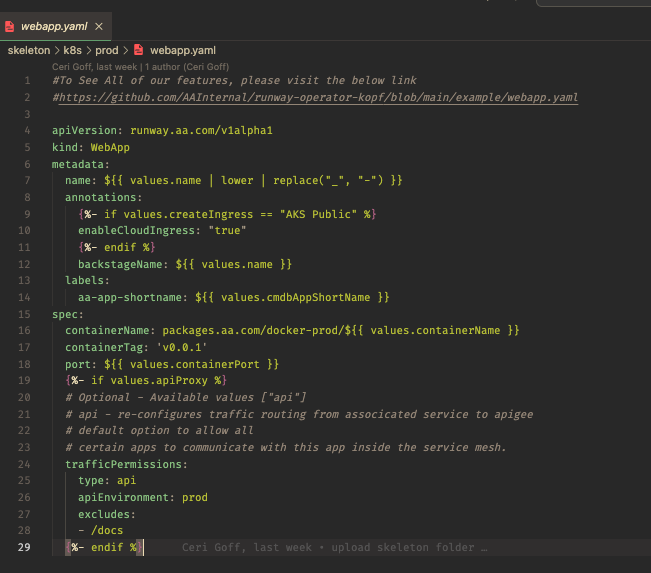 webapp.yaml ×
skeleton > k8s > prod > webapp.yaml
Ceri Goff, last week | 1 author (Ceri Goff)
1 #To See All of our features, please visit the below link
2 #https://github.com/AAInternal/runway-operator-kopf/blob/main/example/webapp.yaml
3
4 apiVersion: runway.aa.com/v1alpha1
5 kind: WebApp
6 metadata:
7   name: ${{ values.name | lower | replace("_", "-") }}
8   annotations:
9     {%- if values.createIngress == "AKS Public" %}
10     enableCloudIngress: "true"
11     {%- endif %}
12     backstageName: ${{ values.name }}
13   labels:
14     aa-app-shortname: ${{ values.cmdbAppShortName }}
15 spec:
16   containerName: packages.aa.com/docker-prod/${{ values.containerName }}
17   containerTag: 'v0.0.1'
18   port: ${{ values.containerPort }}
19   {%- if values.apiProxy %}
20   # Optional - Available values ["api"]
21   # api - re-configures traffic routing from associcated service to apigee
22   # default option to allow all
23   # certain apps to communicate with this app inside the service mesh.
24   trafficPermissions:
25     type: api
26     apiEnvironment: prod
27     excludes:
28     - /docs
29   {%- endif %} Ceri Goff, last week • upload skeleton folder …